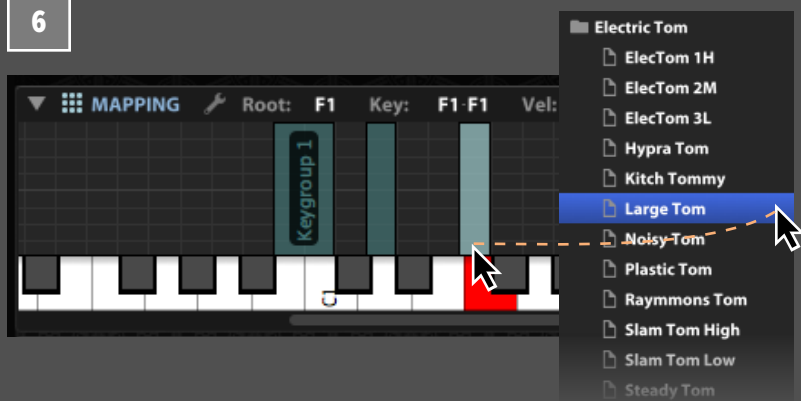 6
MAPPING Root: F1 Key: F1-F1 Vel:
Keygroup 1
C1
Electric Tom
ElecTom 1H
ElecTom 2M
ElecTom 3L
Hypra Tom
Kitch Tommy
Large Tom
Noisy Tom
Plastic Tom
Raymmons Tom
Slam Tom High
Slam Tom Low
Steady Tom